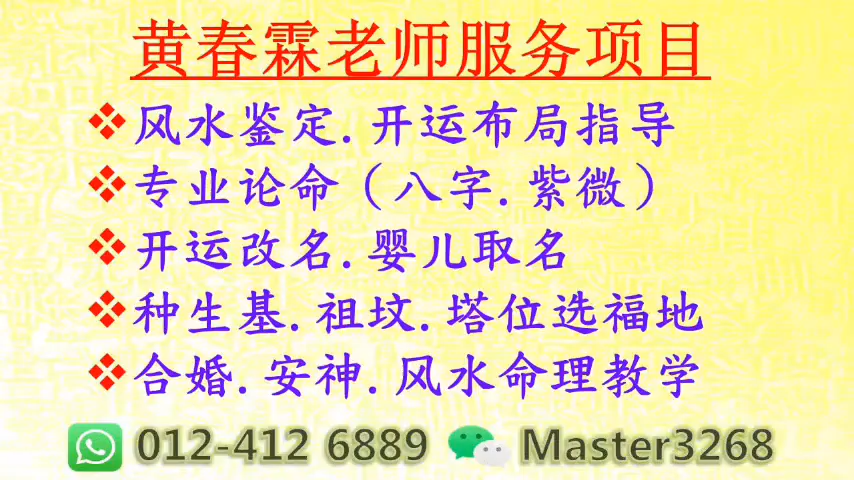 黄春霖老师服务项目
❖风水鉴定.开运布局指导
❖专业论命（八字.紫微）
❖开运改名.婴儿取名
❖种生基.祖坟.塔位选福地
❖合婚.安神.风水命理教学
012-412 6889 Master3268